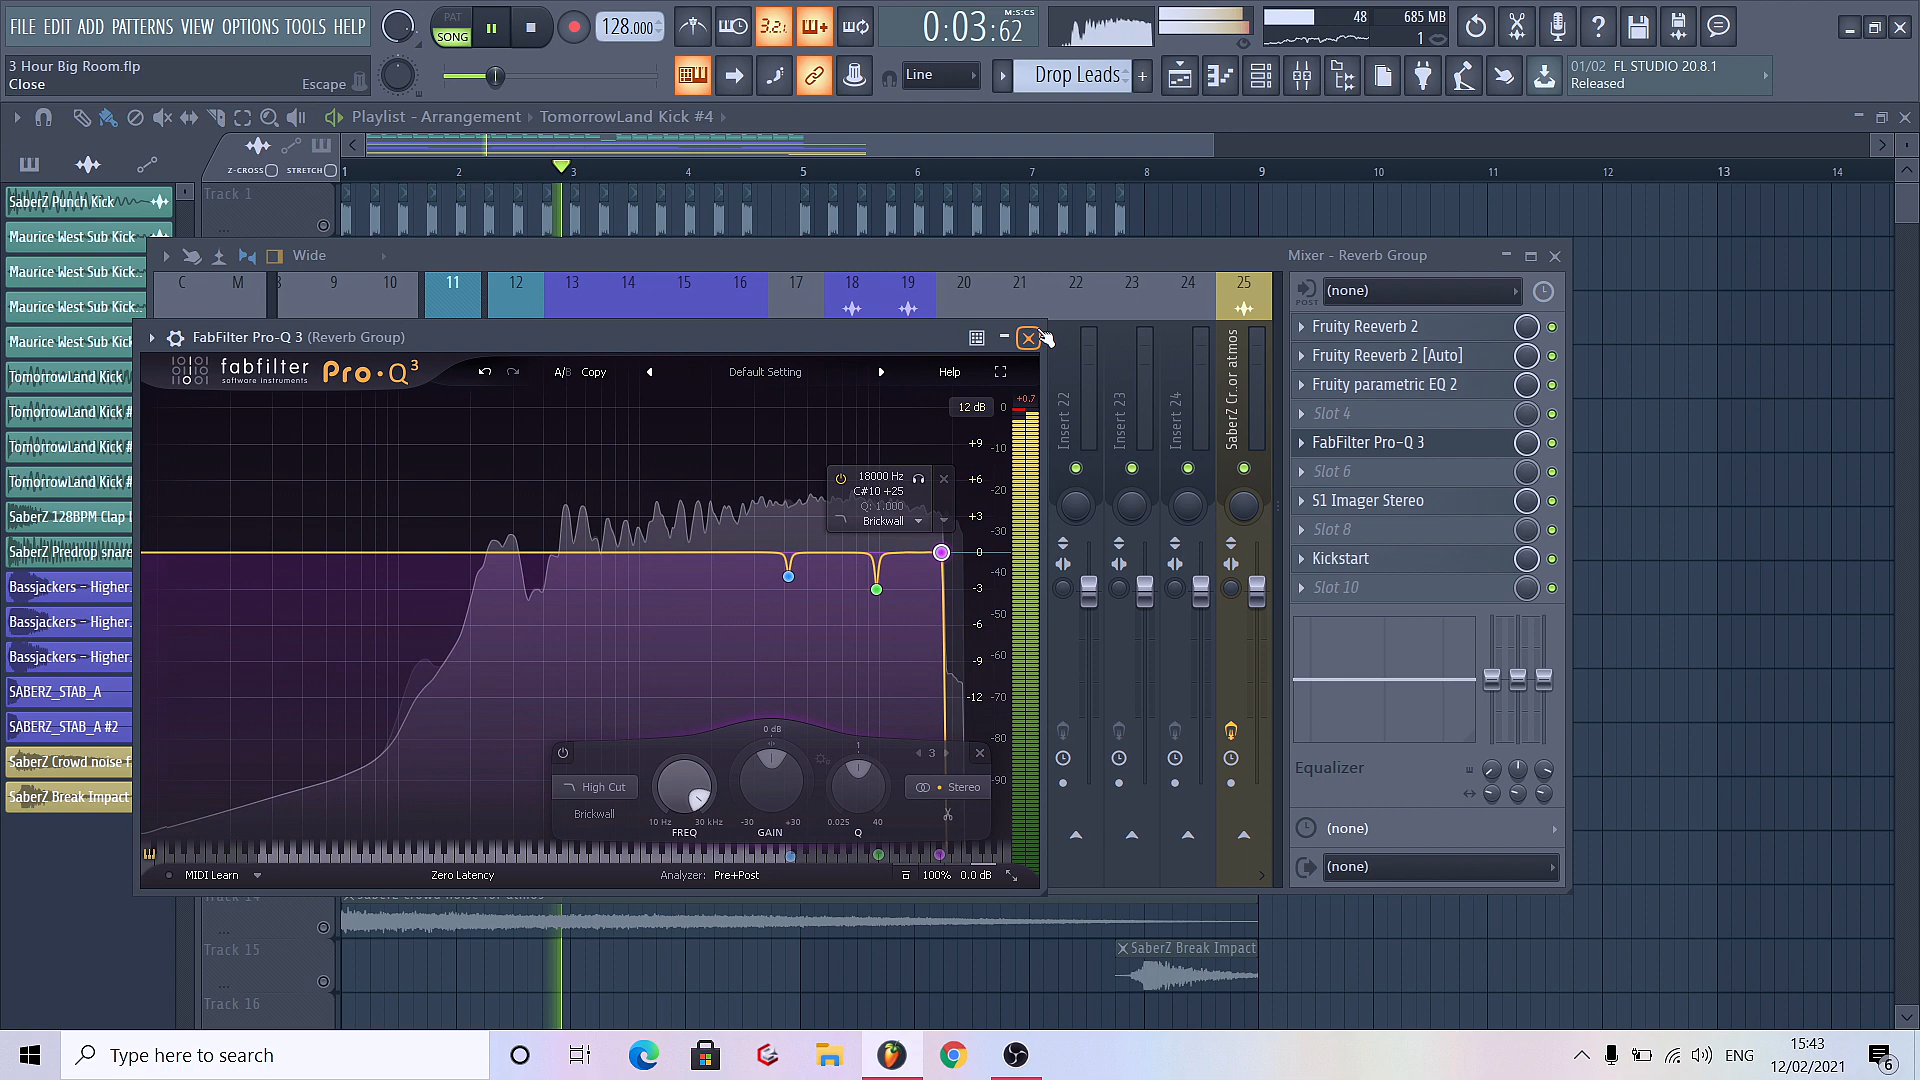 FILE EDIT ADD PATTERNS VIEW OPTIONS TOOLS HELP
PAT
SONG
128.000
3.2.1
0:03:62
M:S:CS
48
685 MB
1
3 Hour Big Room.flp
Close
Escape
Line
Drop Leads
01/02 FL STUDIO 20.8.1
Released
Playlist - Arrangement
TomorrowLand Kick #4
Z-CROSS
STRETCH
1 2 3 4 5 6 7 8 9 10 11 12 13 14
Track 1
SaberZ Punch Kick
Maurice West Sub Kick
Maurice West Sub Kick..
Maurice West Sub Kick..
Maurice West Sub Kick..
TomorrowLand Kick
TomorrowLand Kick #
TomorrowLand Kick #
TomorrowLand Kick #
SaberZ 128BPM Clap L
SaberZ Predrop snare
Bassjackers - Higher.
Bassjackers - Higher.
Bassjackers - Higher.
SABERZ_STAB_A
SABERZ_STAB_A #2
SaberZ Crowd noise f
SaberZ Break Impact
Wide
C M 8 9 10 11 12 13 14 15 16 17 18 19 20 21 22 23 24 25
Mixer - Reverb Group
(none)
POST
Fruity Reeverb 2
Fruity Reeverb 2 [Auto]
Fruity parametric EQ 2
Slot 4
FabFilter Pro-Q 3
Slot 6
S1 Imager Stereo
Slot 8
Kickstart
Slot 10
Equalizer
(none)
(none)
Insert 22
Insert 23
Insert 24
SaberZ Cr..or atmos
FabFilter Pro-Q 3 (Reverb Group)
fabfilter
software instruments
Pro·Q3
A/B Copy
Default Setting
Help
12 dB
+0.7
0
+9
-10
+6
-20
+3
-30
0
-40
-3
-50
-6
-60
-9
-12
-70
-80
-90
18000 Hz
C#10 +25
Q: 1.000
Brickwall
0 dB
1
3
High Cut
Brickwall
10 Hz 30 kHz
FREQ
-30 +30
GAIN
0.025 40
Q
Stereo
MIDI Learn
Zero Latency
Analyzer: Pre+Post
100%
0.0 dB
Track 15
SaberZ Break Impact
Track 16
Type here to search
ENG
15:43
12/02/2021
6